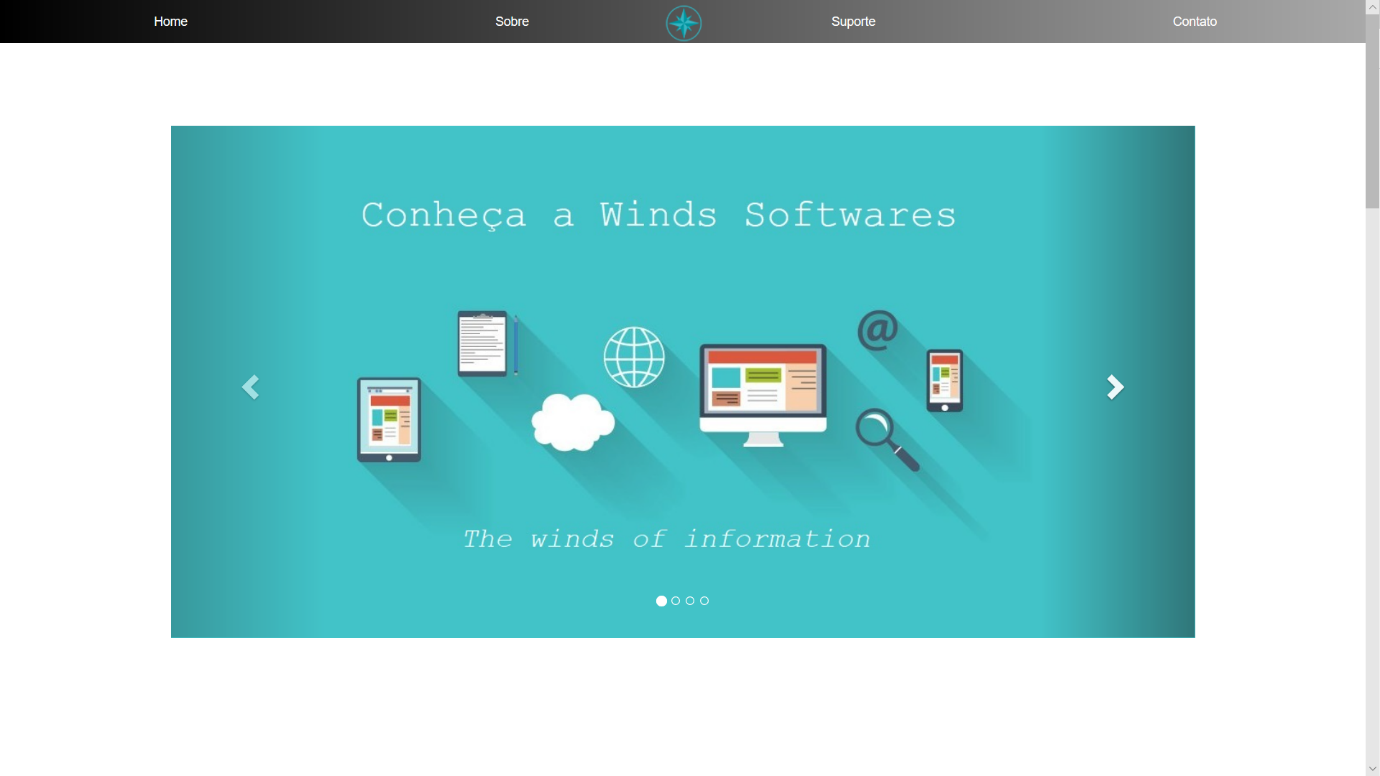 Home Sobre Suporte Contato
Conheça a Winds Softwares
@
The winds of information